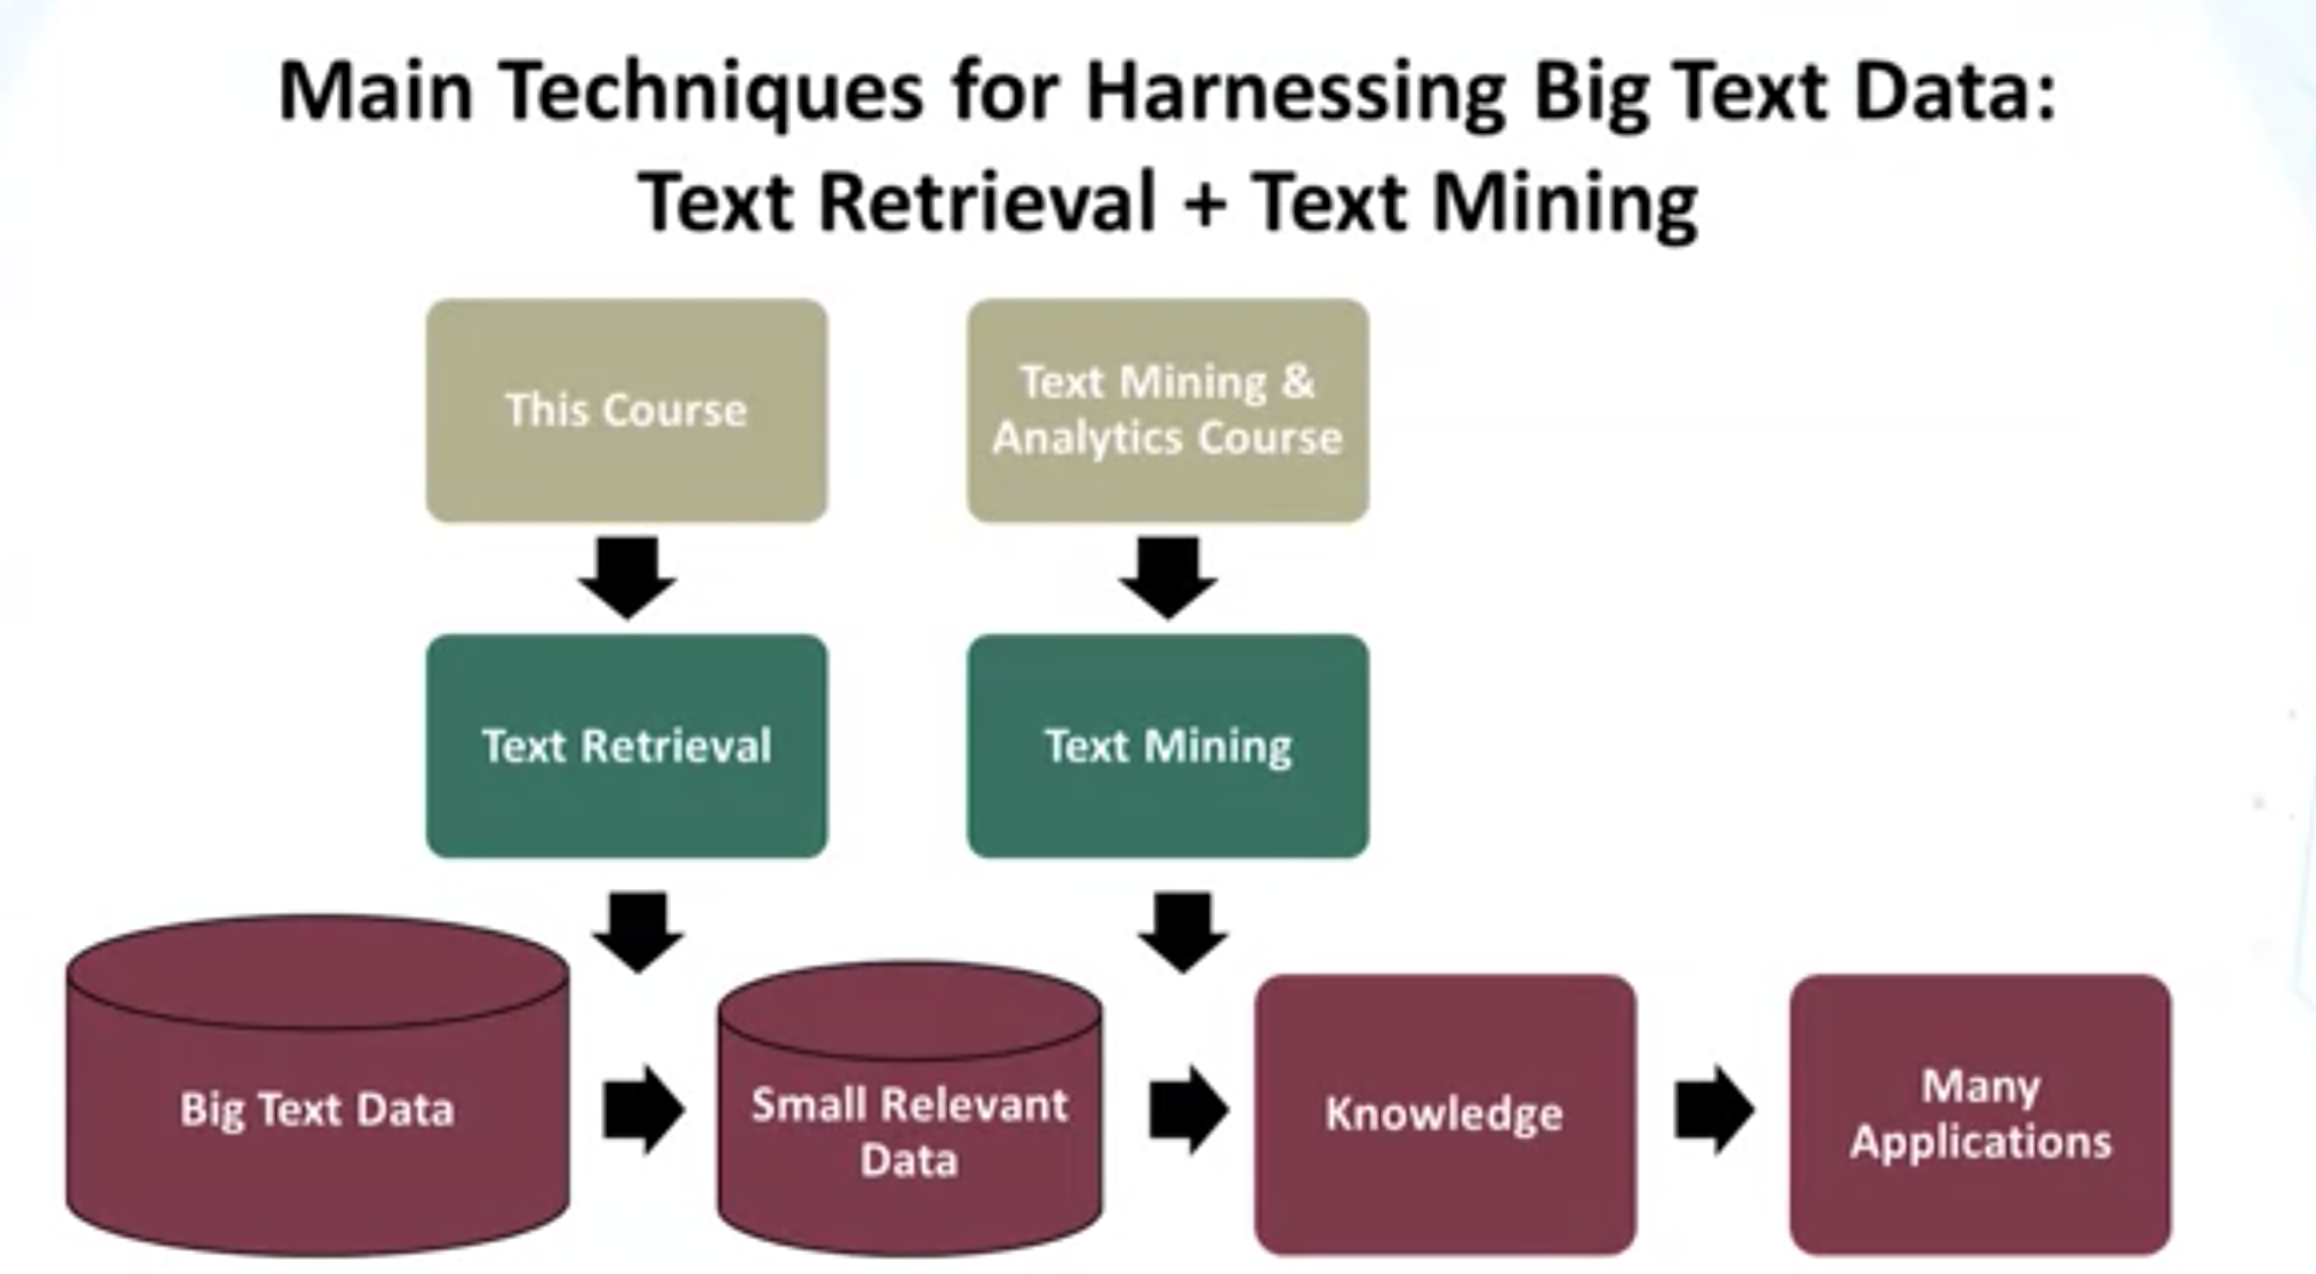 Main Techniques for Harnessing Big Text Data:
Text Retrieval + Text Mining
This Course
Text Mining &
Analytics Course
Text Retrieval
Text Mining
Big Text Data
Small Relevant
Data
Knowledge
Many
Applications